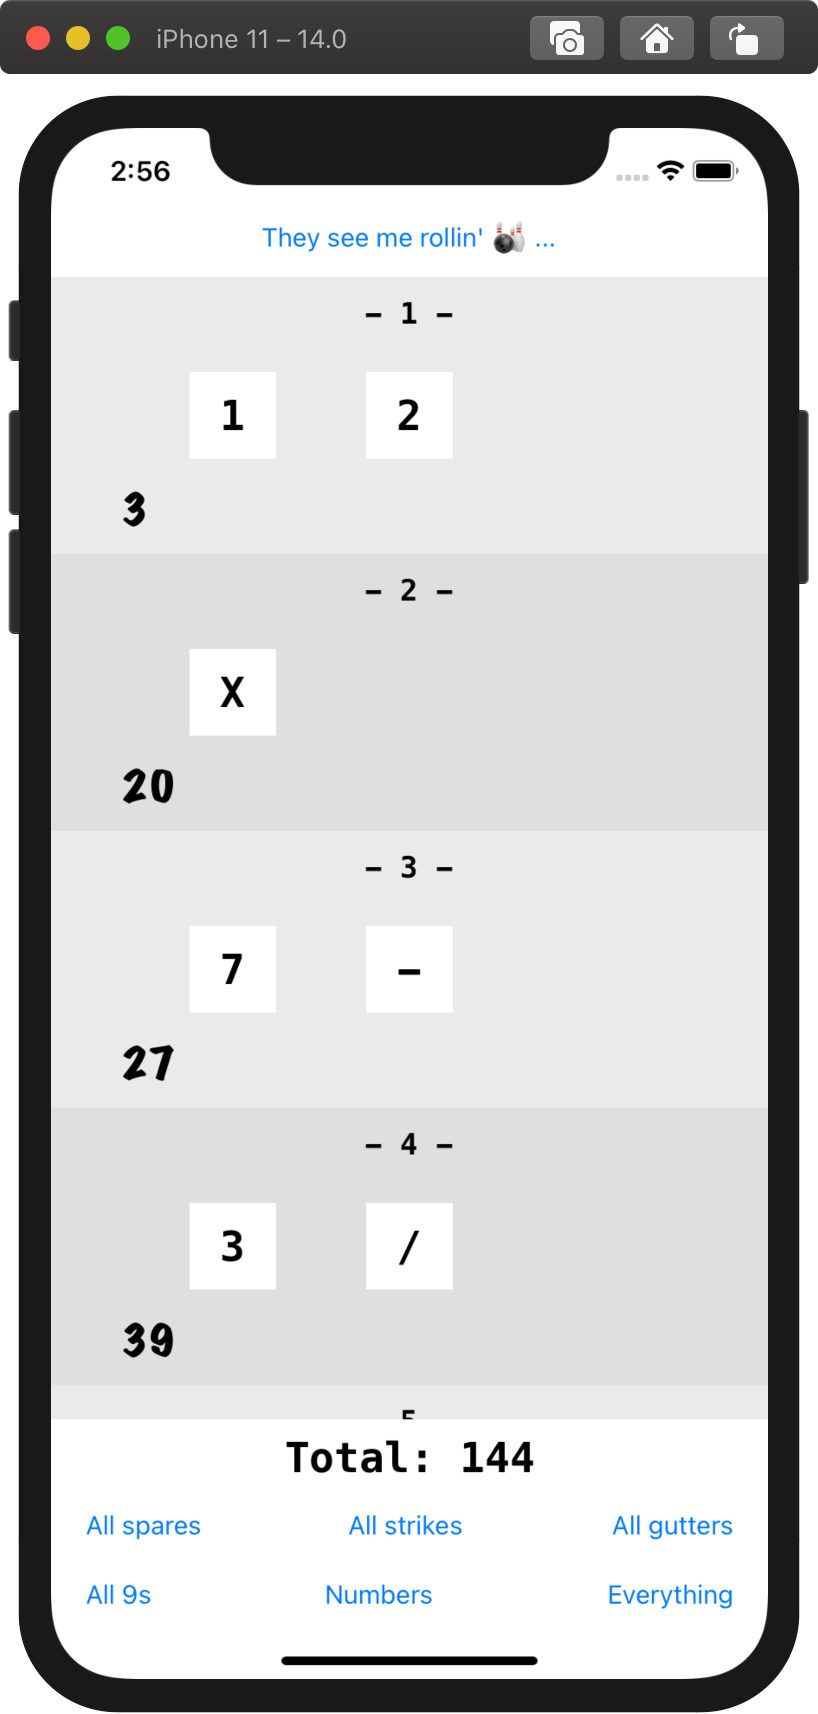 iPhone 11 – 14.0
2:56
They see me rollin' 🎳 ...
– 1 –
1 2
3
– 2 –
X
20
– 3 –
7 –
27
– 4 –
3 /
39
Total: 144
All spares All strikes All gutters
All 9s Numbers Everything